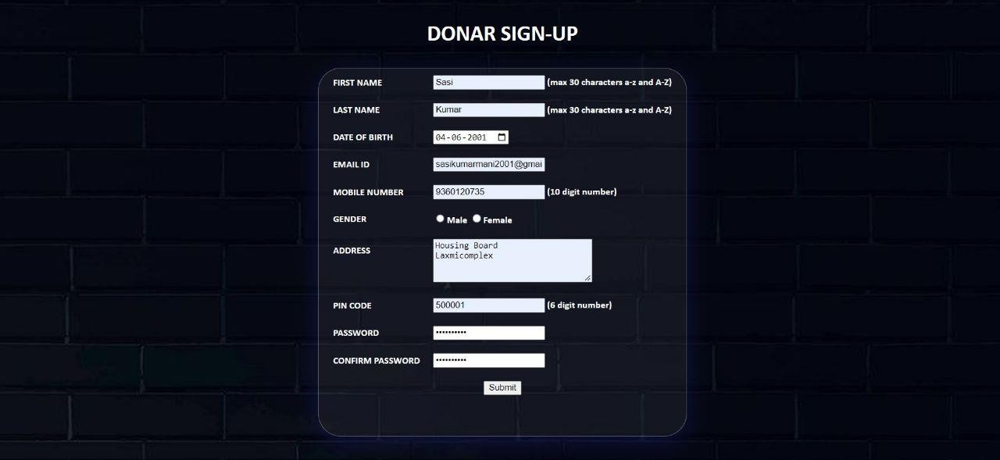 DONAR SIGN-UP
FIRST NAME Sasi (max 30 characters a-z and A-Z)
LAST NAME Kumar (max 30 characters a-z and A-Z)
DATE OF BIRTH 04-06-2001
EMAIL ID sasikumarmani2001@gmai
MOBILE NUMBER 9360120735 (10 digit number)
GENDER Male Female
ADDRESS Housing Board
Laxmicomplex
PIN CODE 500001 (6 digit number)
PASSWORD ••••••••••
CONFIRM PASSWORD ••••••••••
Submit